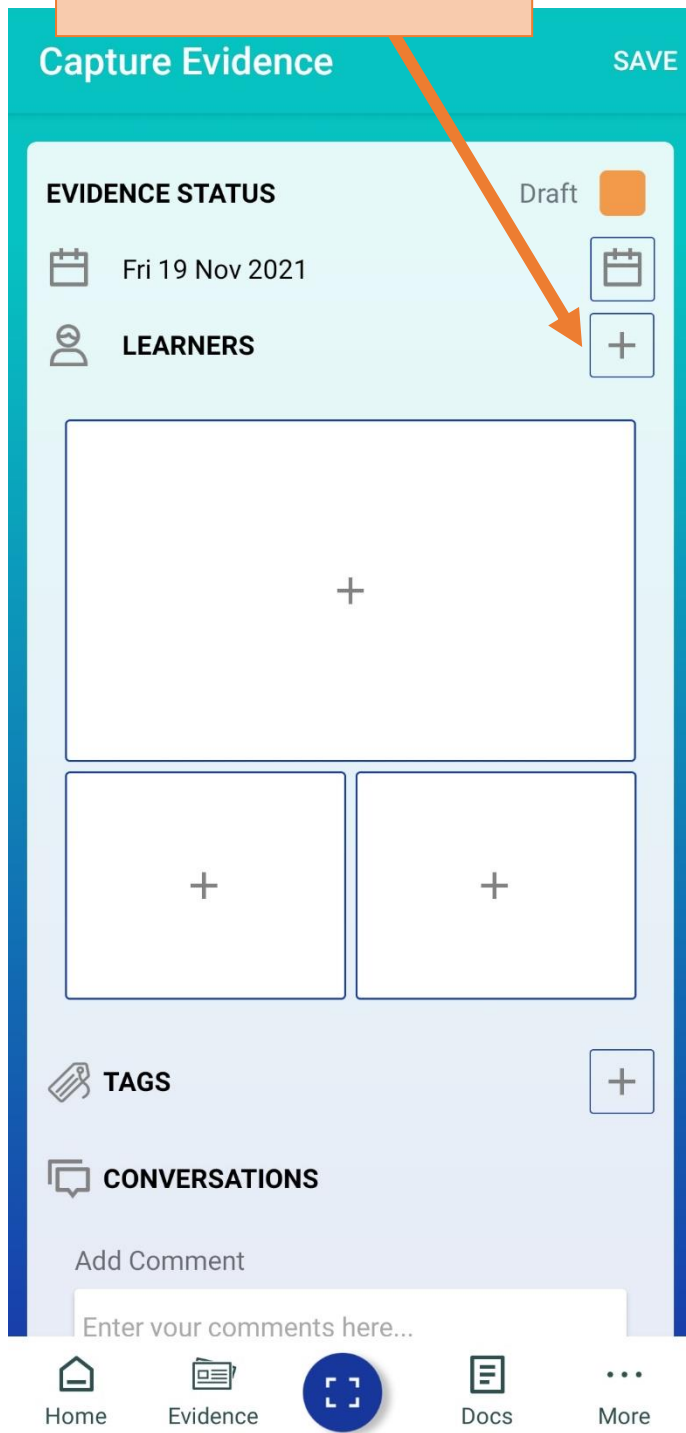 Capture Evidence SAVE
EVIDENCE STATUS Draft
Fri 19 Nov 2021
LEARNERS
TAGS
CONVERSATIONS
Add Comment
Enter your comments here...
Home Evidence Docs More